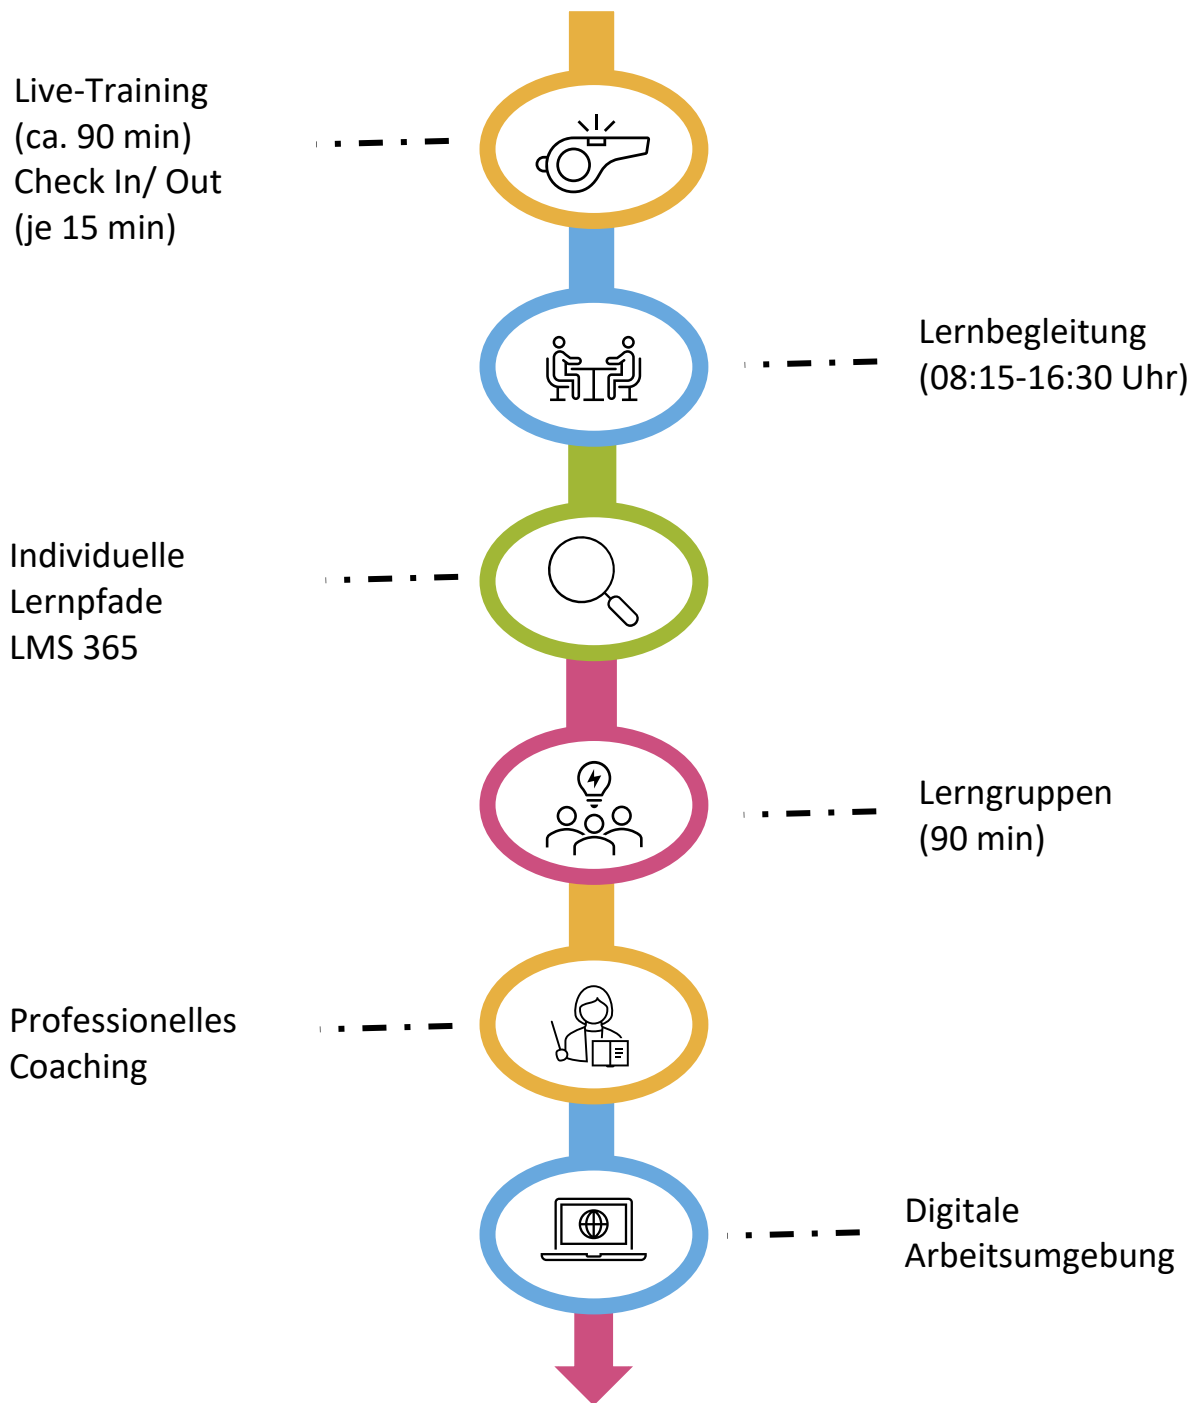 Live-Training
(ca. 90 min)
Check In/ Out
(je 15 min)
Lernbegleitung
(08:15-16:30 Uhr)
Individuelle
Lernpfade
LMS 365
Lerngruppen
(90 min)
Professionelles
Coaching
Digitale
Arbeitsumgebung